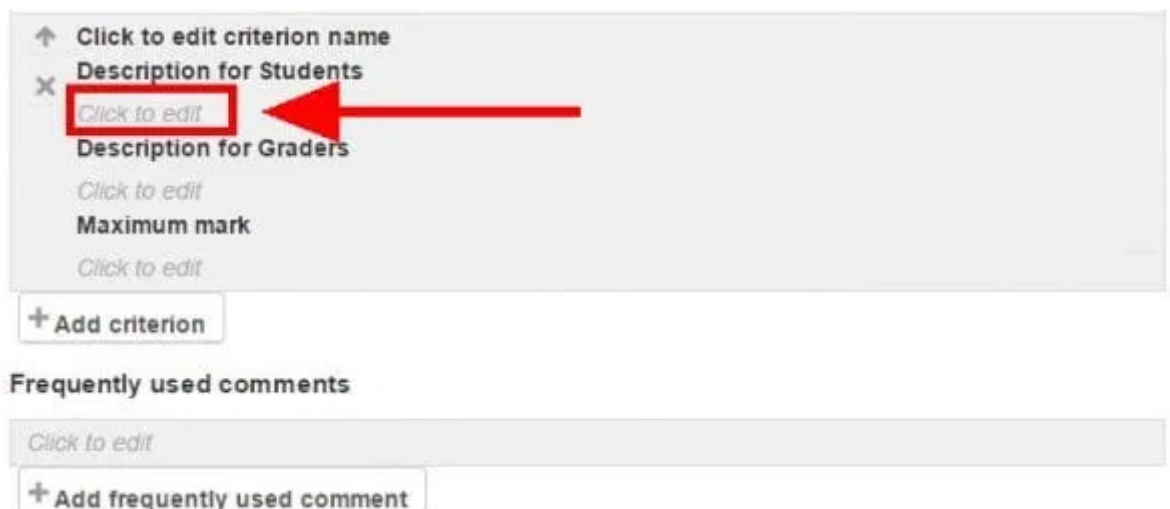 Click to edit criterion name
Description for Students
Click to edit
Description for Graders
Click to edit
Maximum mark
Click to edit
+ Add criterion
Frequently used comments
Click to edit
+ Add frequently used comment